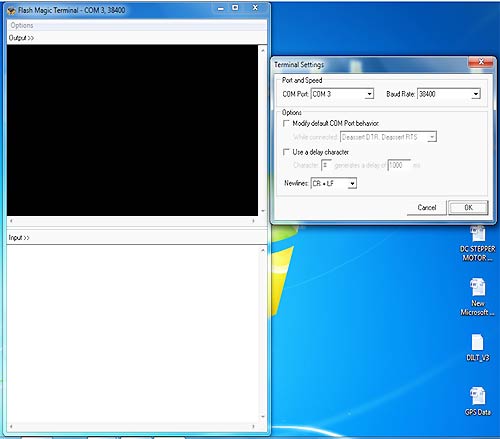 Flash Magic Terminal - COM 3, 38400
Options
Output >>
Input >>
Terminal Settings
Port and Speed
COM Port: COM 3 Baud Rate: 38400
Options
Modify default COM Port behavior.
While connected: Deassert DTR, Deassert RTS
Use a delay character
Character # generates a delay of 1000 ms
Newlines: CR + LF
Cancel OK
DC STEPPER
MOTOR ...
New
Microsoft ...
DILT_V3
GPS Data